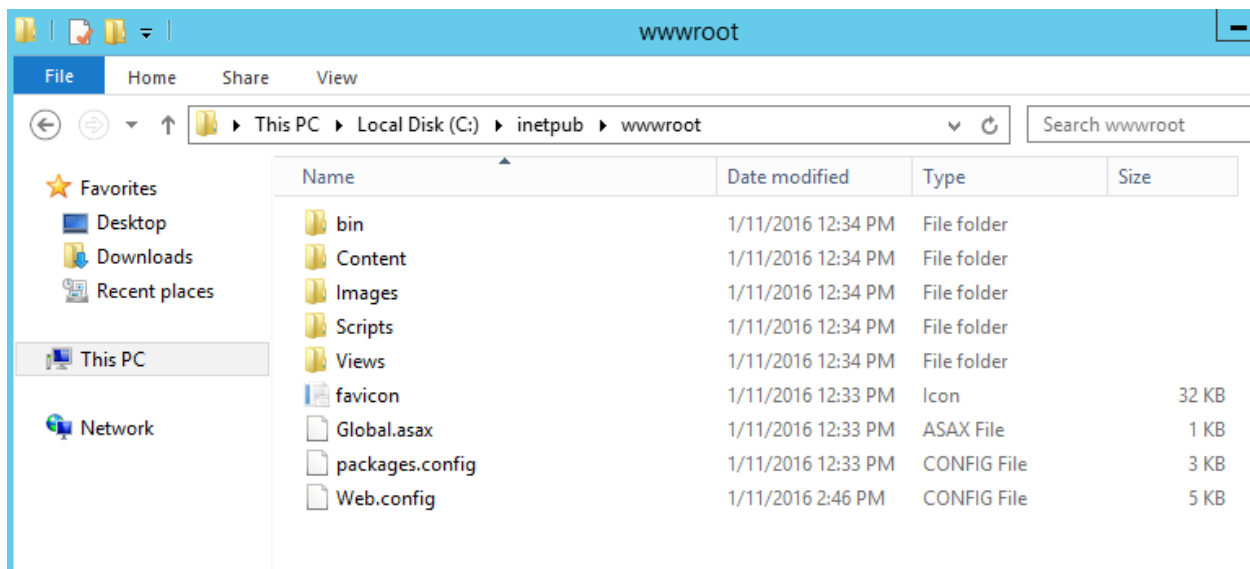 wwwroot
File Home Share View
This PC Local Disk (C:) inetpub wwwroot Search wwwroot
Name Date modified Type Size
Favorites
Desktop
Downloads
Recent places
This PC
Network
bin 1/11/2016 12:34 PM File folder
Content 1/11/2016 12:34 PM File folder
Images 1/11/2016 12:34 PM File folder
Scripts 1/11/2016 12:34 PM File folder
Views 1/11/2016 12:34 PM File folder
favicon 1/11/2016 12:33 PM Icon 32 KB
Global.asax 1/11/2016 12:33 PM ASAX File 1 KB
packages.config 1/11/2016 12:33 PM CONFIG File 3 KB
Web.config 1/11/2016 2:46 PM CONFIG File 5 KB